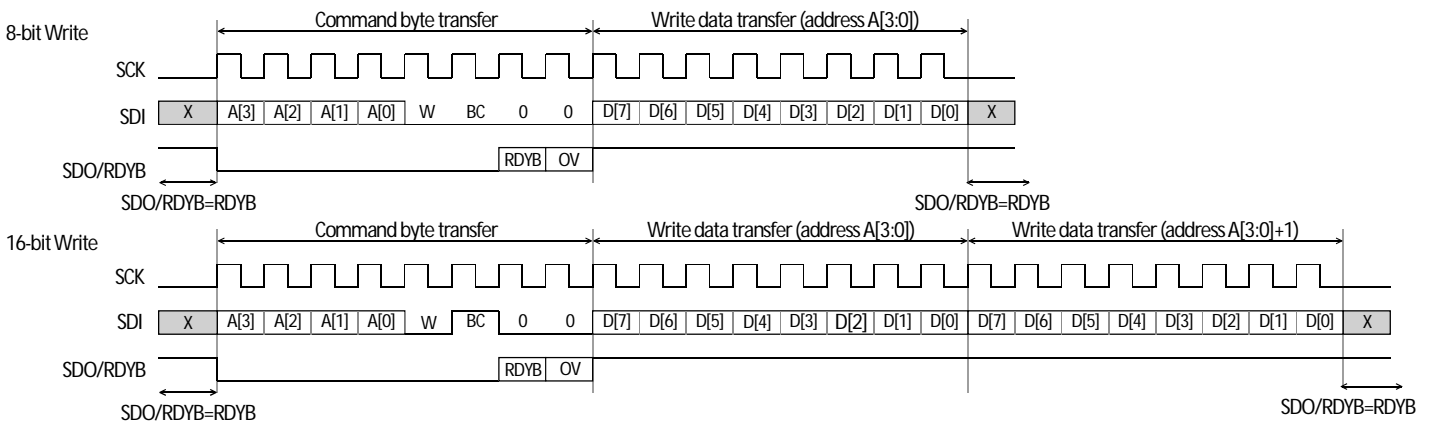 8-bit Write
Command byte transfer Write data transfer (address A[3:0])
SCK
SDI X A[3] A[2] A[1] A[0] W BC 0 0 D[7] D[6] D[5] D[4] D[3] D[2] D[1] D[0] X
SDO/RDYB RDYB OV
SDO/RDYB=RDYB SDO/RDYB=RDYB
16-bit Write
Command byte transfer Write data transfer (address A[3:0]) Write data transfer (address A[3:0]+1)
SCK
SDI X A[3] A[2] A[1] A[0] W BC 0 0 D[7] D[6] D[5] D[4] D[3] D[2] D[1] D[0] D[7] D[6] D[5] D[4] D[3] D[2] D[1] D[0] X
SDO/RDYB RDYB OV
SDO/RDYB=RDYB SDO/RDYB=RDYB